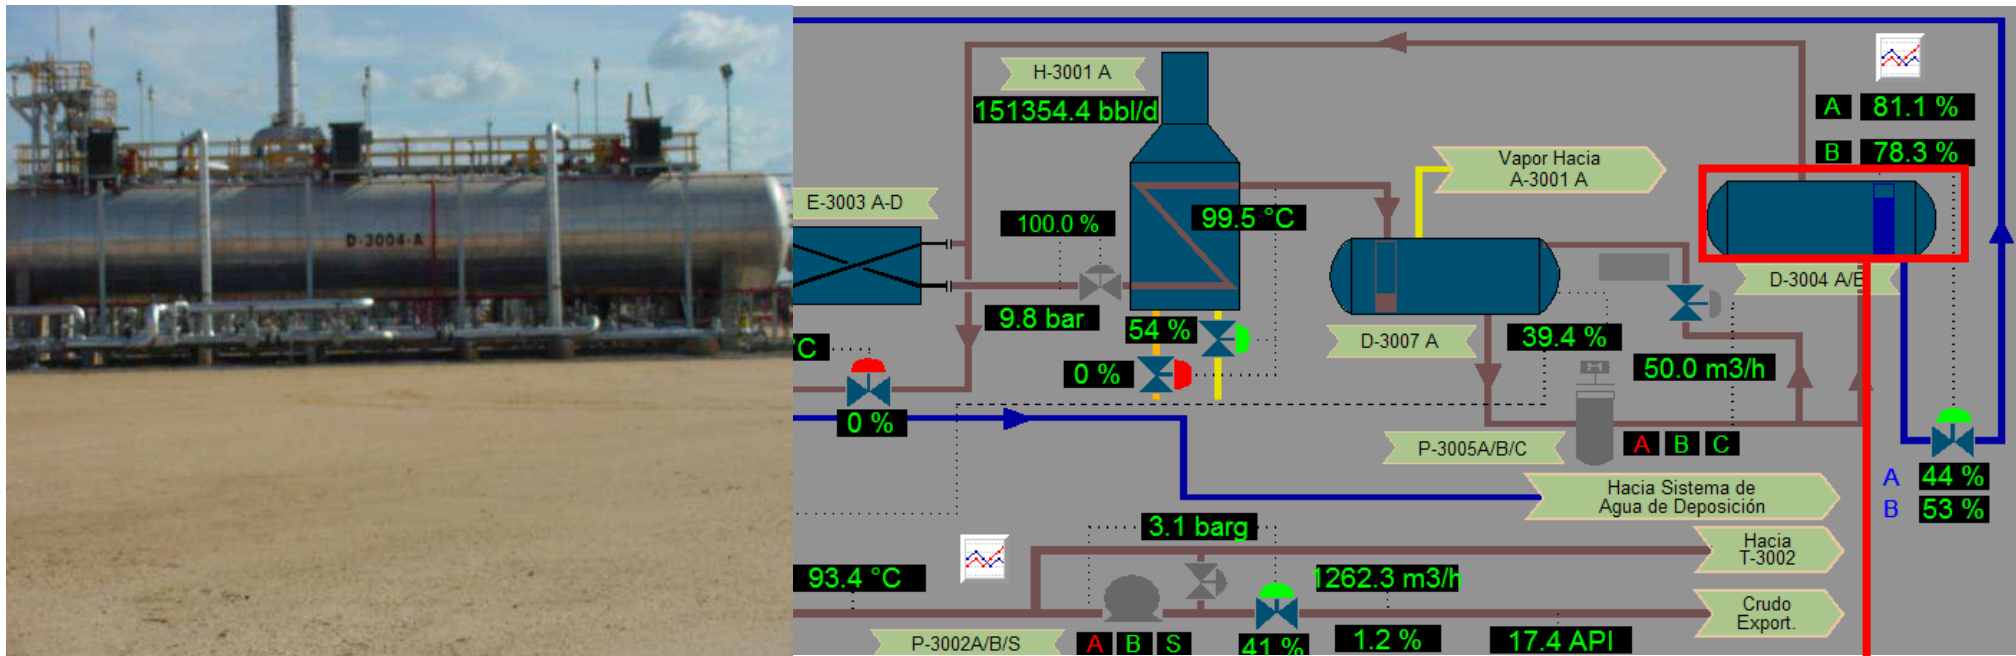 D-3004-A
H-3001 A
151354.4 bbl/d
A
81.1 %
B
78.3 %
Vapor Hacia
A-3001 A
E-3003 A-D
100.0 %
99.5 °C
D-3004 A/B
9.8 bar
54 %
D-3007 A
39.4 %
°C
0 %
50.0 m3/h
0 %
P-3005A/B/C
A
B
C
A
44 %
B
53 %
Hacia Sistema de
Agua de Deposición
3.1 barg
Hacia
T-3002
93.4 °C
1262.3 m3/h
Crudo
Export.
P-3002A/B/S
A
B
S
41 %
1.2 %
17.4 API